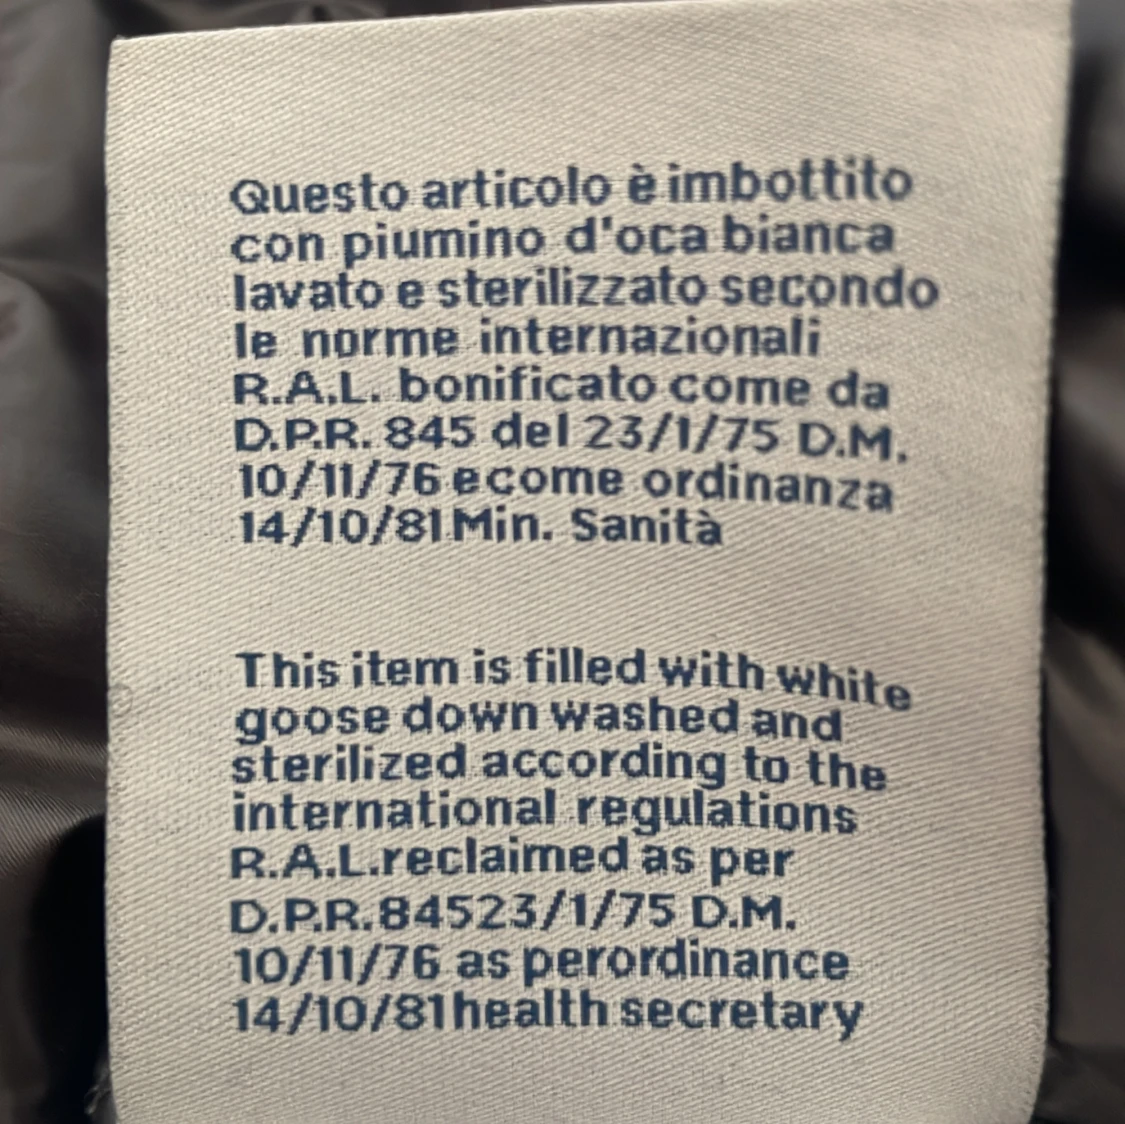 Questo articolo è imbottito
con piumino d'oca bianca
lavato e sterilizzato secondo
le norme internazionali
R.A.L. bonificato come da
D.P.R. 845 del 23/1/75 D.M.
10/11/76 e come ordinanza
14/10/81 Min. Sanità
This item is filled with white
goose down washed and
sterilized according to the
international regulations
R.A.L. reclaimed as per
D.P.R. 84523/1/75 D.M.
10/11/76 as perordinance
14/10/81 health secretary